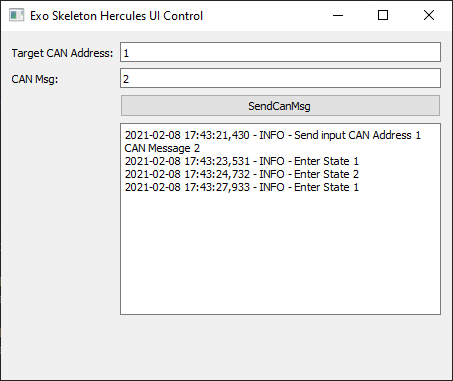 Exo Skeleton Hercules UI Control
Target CAN Address: 1
CAN Msg: 2
SendCanMsg
2021-02-08 17:43:21,430 - INFO - Send input CAN Address 1
CAN Message 2
2021-02-08 17:43:23,531 - INFO - Enter State 1
2021-02-08 17:43:24,732 - INFO - Enter State 2
2021-02-08 17:43:27,933 - INFO - Enter State 1